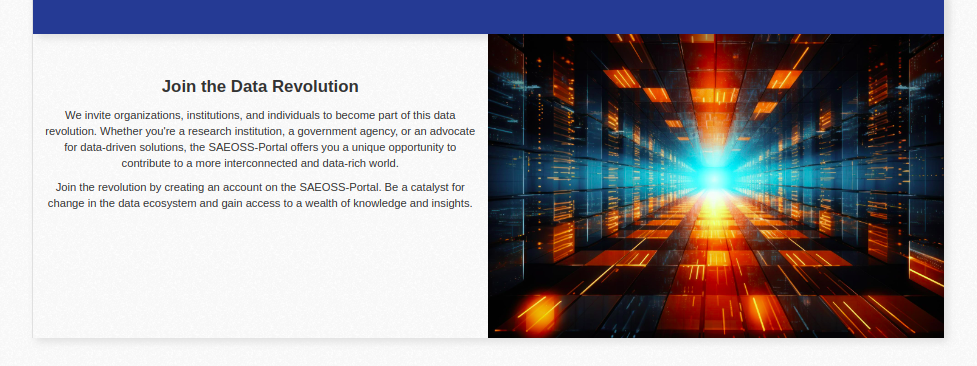 Join the Data Revolution
We invite organizations, institutions, and individuals to become part of this data
revolution. Whether you're a research institution, a government agency, or an advocate
for data-driven solutions, the SAEOSS-Portal offers you a unique opportunity to
contribute to a more interconnected and data-rich world.
Join the revolution by creating an account on the SAEOSS-Portal. Be a catalyst for
change in the data ecosystem and gain access to a wealth of knowledge and insights.